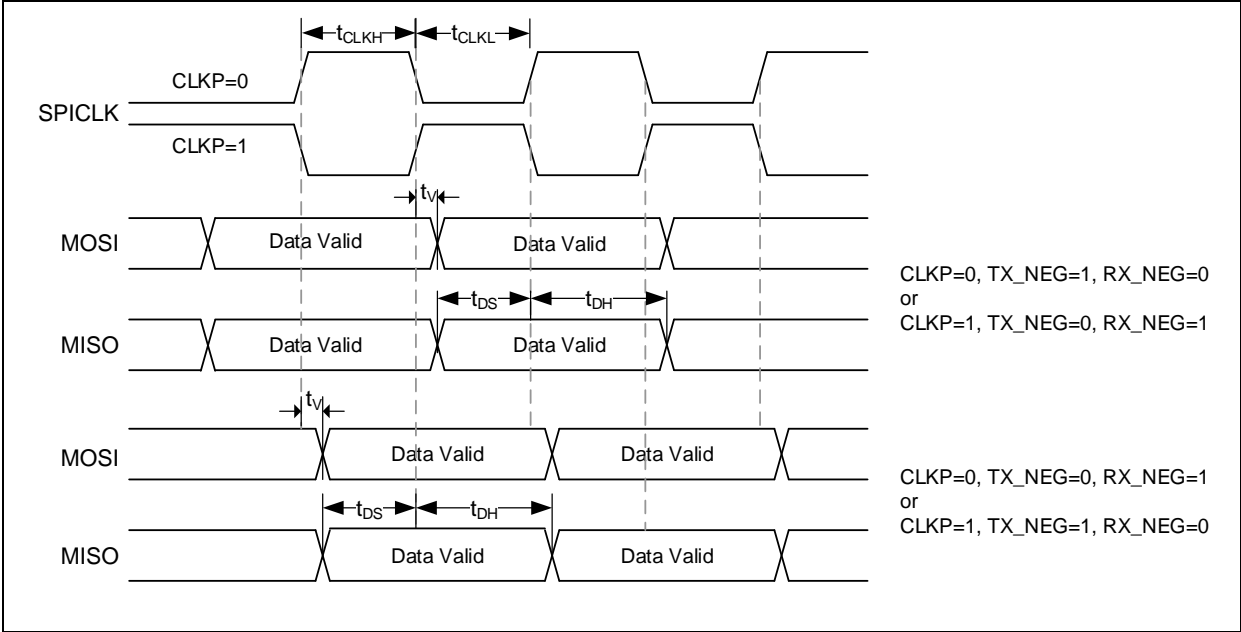 tCLKH tCLKL
CLKP=0
SPICLK
CLKP=1
tV
MOSI Data Valid Data Valid
CLKP=0, TX_NEG=1, RX_NEG=0
or
CLKP=1, TX_NEG=0, RX_NEG=1
tDS tDH
MISO Data Valid Data Valid
tV
MOSI Data Valid Data Valid
CLKP=0, TX_NEG=0, RX_NEG=1
or
CLKP=1, TX_NEG=1, RX_NEG=0
tDS tDH
MISO Data Valid Data Valid